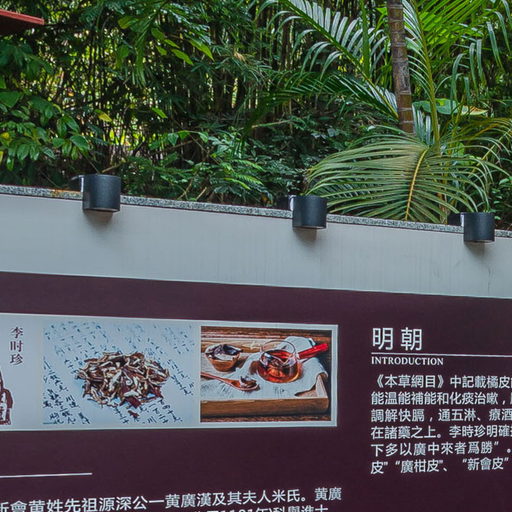 李时珍
明朝
INTRODUCTION
《本草綱目》中記載橘皮
能溫能補能和化痰治嗽，
調解快膈，通五淋、療酒
在諸藥之上。李時珍明確
下多以廣中來者爲勝”。
皮”“廣柑皮”、“新會皮”
新會黃姓先祖源深公一黃廣漢及其夫人米氏。黃廣